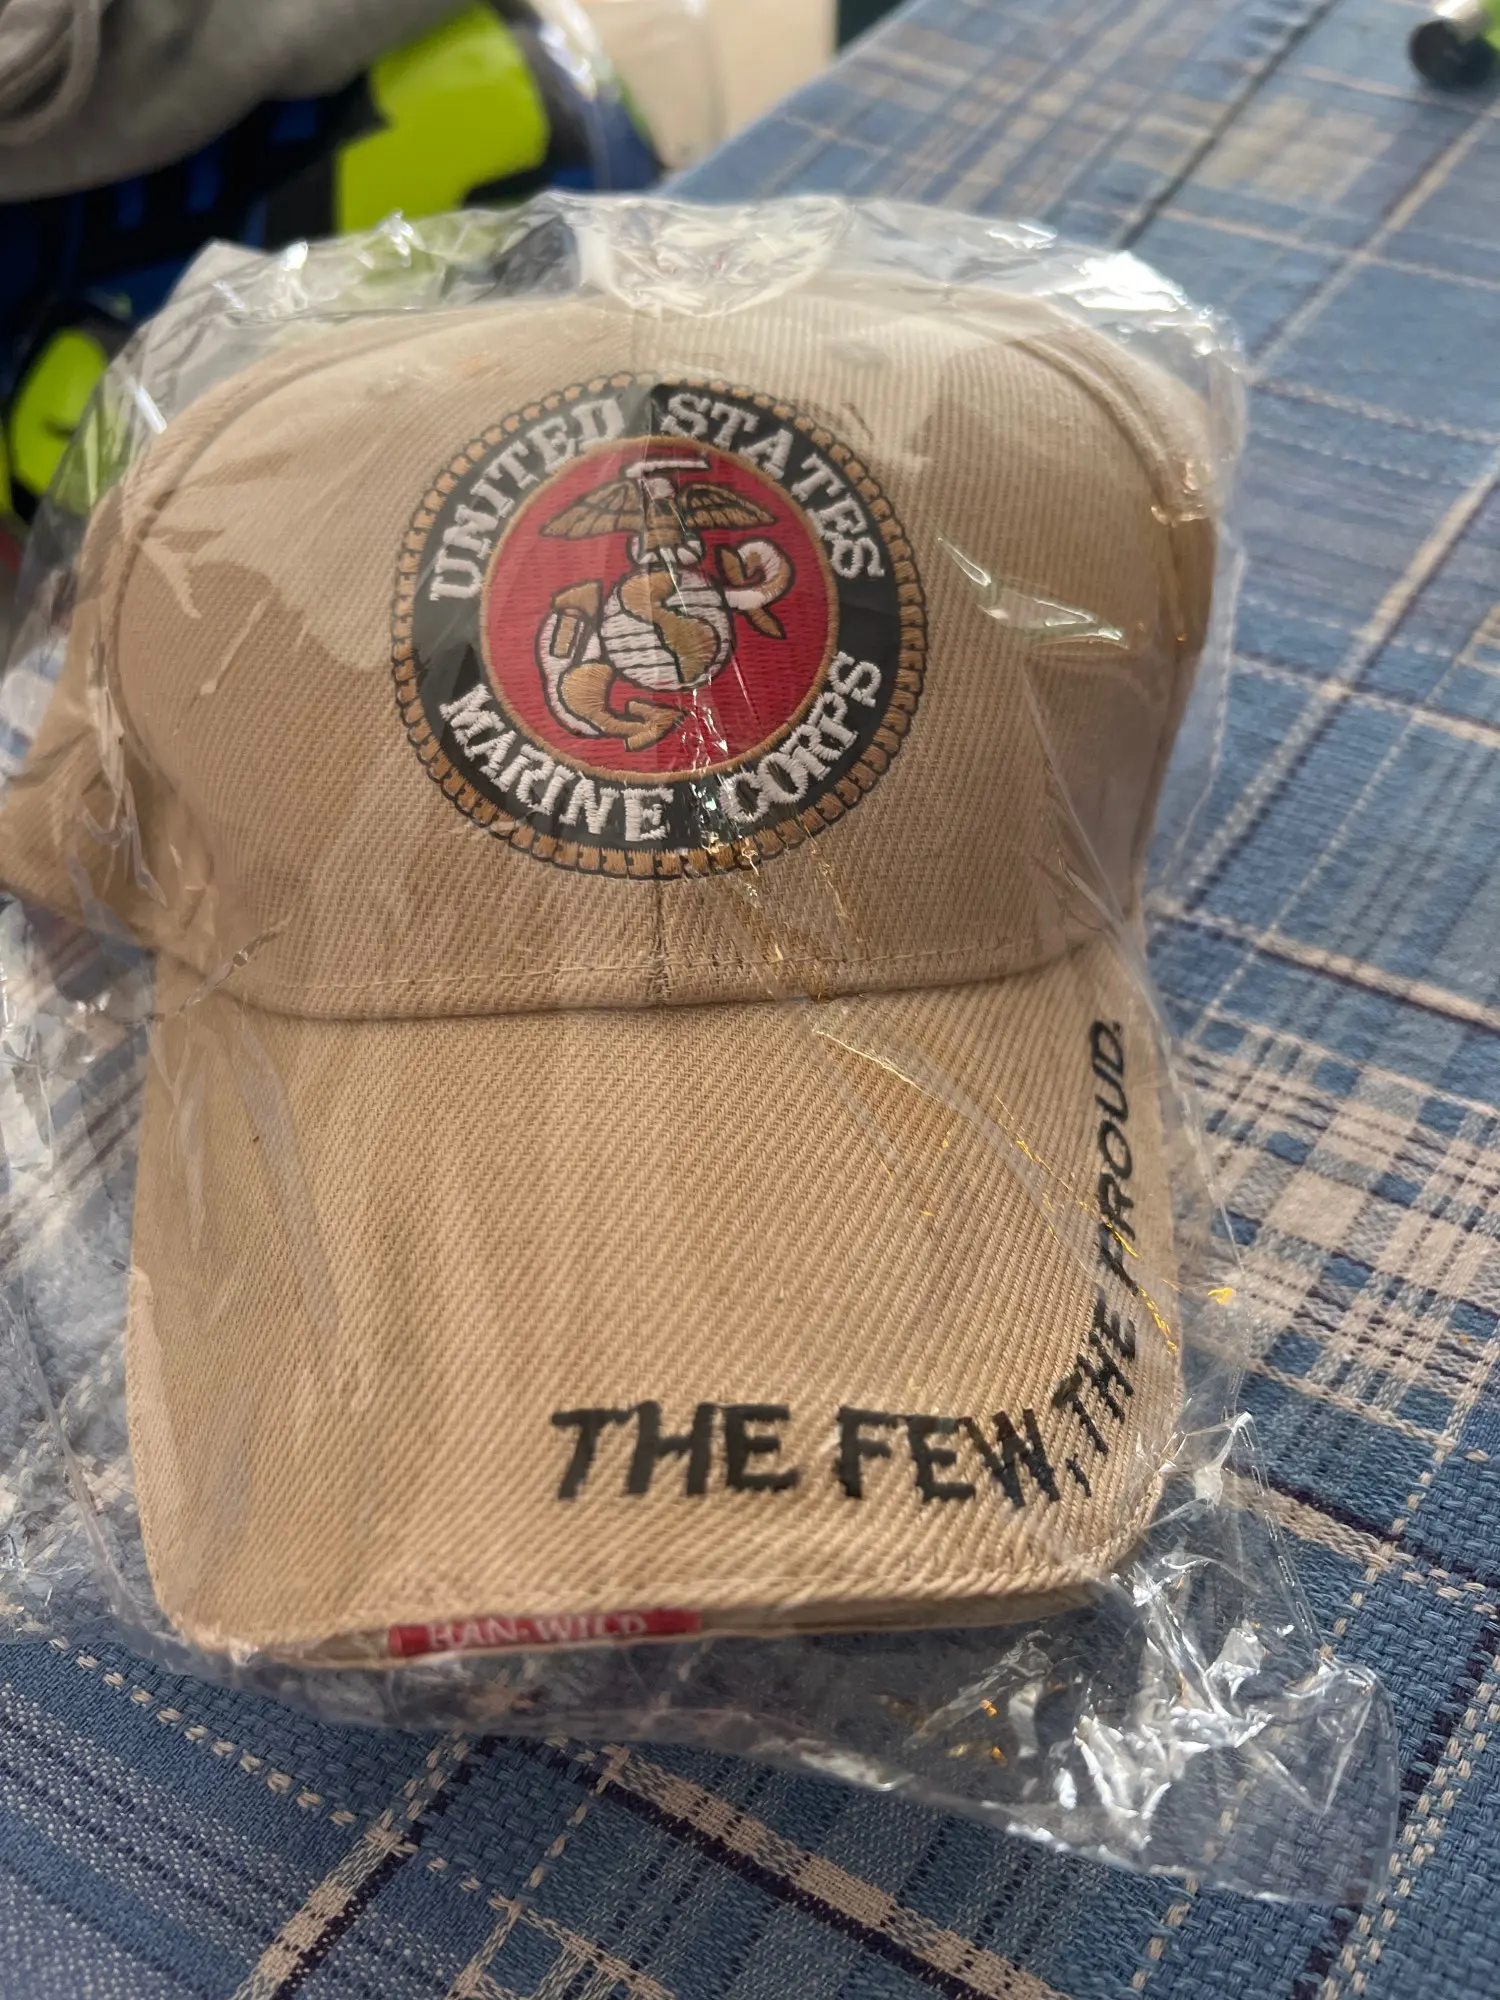 UNITED STATES
MARINE CORPS
THE FEW, THE PROUD.
HAN-WILD